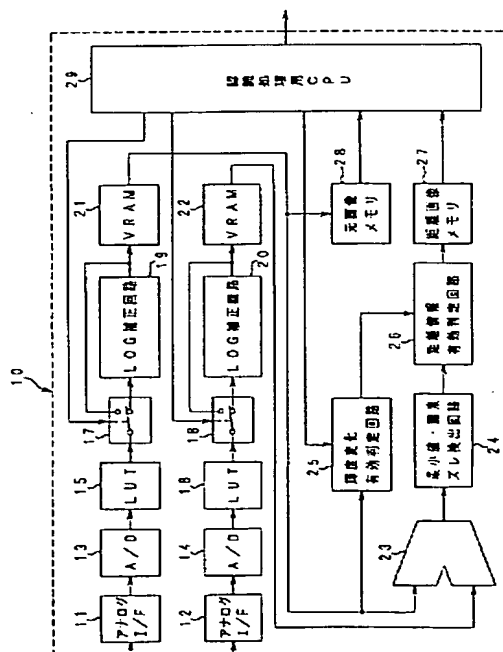 10
11
アナログ
I/F
13
A/D
15
LUT
17
19
LOG補正回路
21
VRAM
29
認識処理用CPU
12
アナログ
I/F
14
A/D
16
LUT
18
20
LOG補正回路
22
VRAM
25
輝度変化
有効判定回路
28
元画像
メモリ
23
24
最小値・画素
ズレ検出回路
26
距離情報
有効判定回路
27
距離画像
メモリ